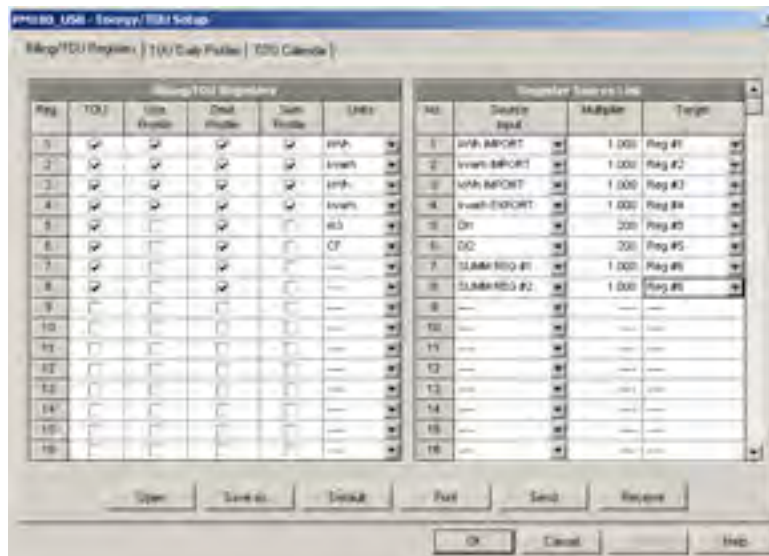 PM180_USB - Energy/TOU Setup
Billing/TOU Registers | TOU Daily Profiles | TOU Calendar
Billing/TOU Registers
Register Source Link
Reg. TOU Use Profile Dmd. Profile Sum Profile Units
No. Source Input Multiplier Target
1 kWh
1 kWh IMPORT 1.000 Reg #1
2 kvarh
2 kvarh IMPORT 1.000 Reg #2
3 kWh
3 kWh IMPORT 1.000 Reg #3
4 kvarh
4 kvarh EXPORT 1.000 Reg #4
5 m3
5 DI1 200 Reg #5
6 CF
6 DI2 200 Reg #5
7 ----
7 SUMM REG #1 1.000 Reg #6
8 ----
8 SUMM REG #2 1.000 Reg #6
9 ----
9 ---- ----
10 ----
10 ---- ---- ----
11 ----
11 ---- ---- ----
12 ----
12 ---- ---- ----
13 ----
13 ---- ---- ----
14 ----
14 ---- ---- ----
15 ----
15 ---- ---- ----
16 ----
16 ---- ---- ----
Open Save as... Default Print Send Receive
OK Cancel Help